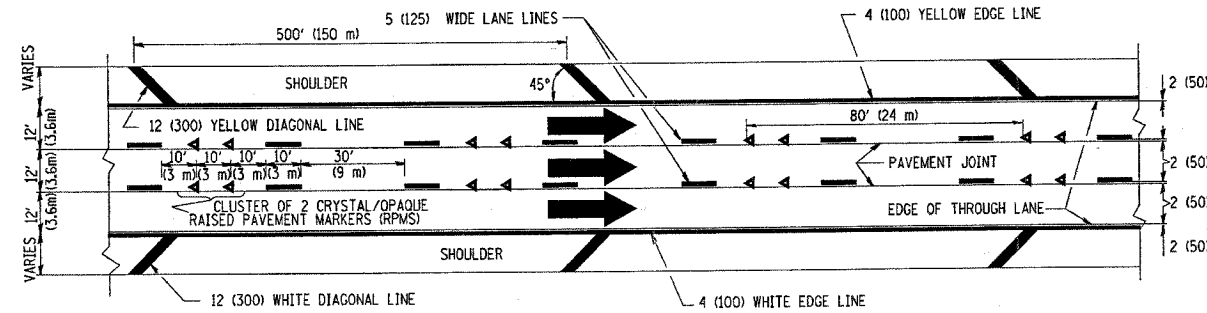 5 (125) WIDE LANE LINES
4 (100) YELLOW EDGE LINE
500' (150 m)
VARIES
SHOULDER
45°
2 (50)
12 (300) YELLOW DIAGONAL LINE
80' (24 m)
12'
(3.6m)
10'
(3 m)
10'
(3 m)
10'
(3 m)
10'
(3 m)
30'
(9 m)
PAVEMENT JOINT
2 (50)
12'
(3.6m)
2 (50)
CLUSTER OF 2 CRYSTAL/OPAQUE
RAISED PAVEMENT MARKERS (RPMS)
EDGE OF THROUGH LANE
12'
(3.6m)
2 (50)
VARIES
SHOULDER
12 (300) WHITE DIAGONAL LINE
4 (100) WHITE EDGE LINE